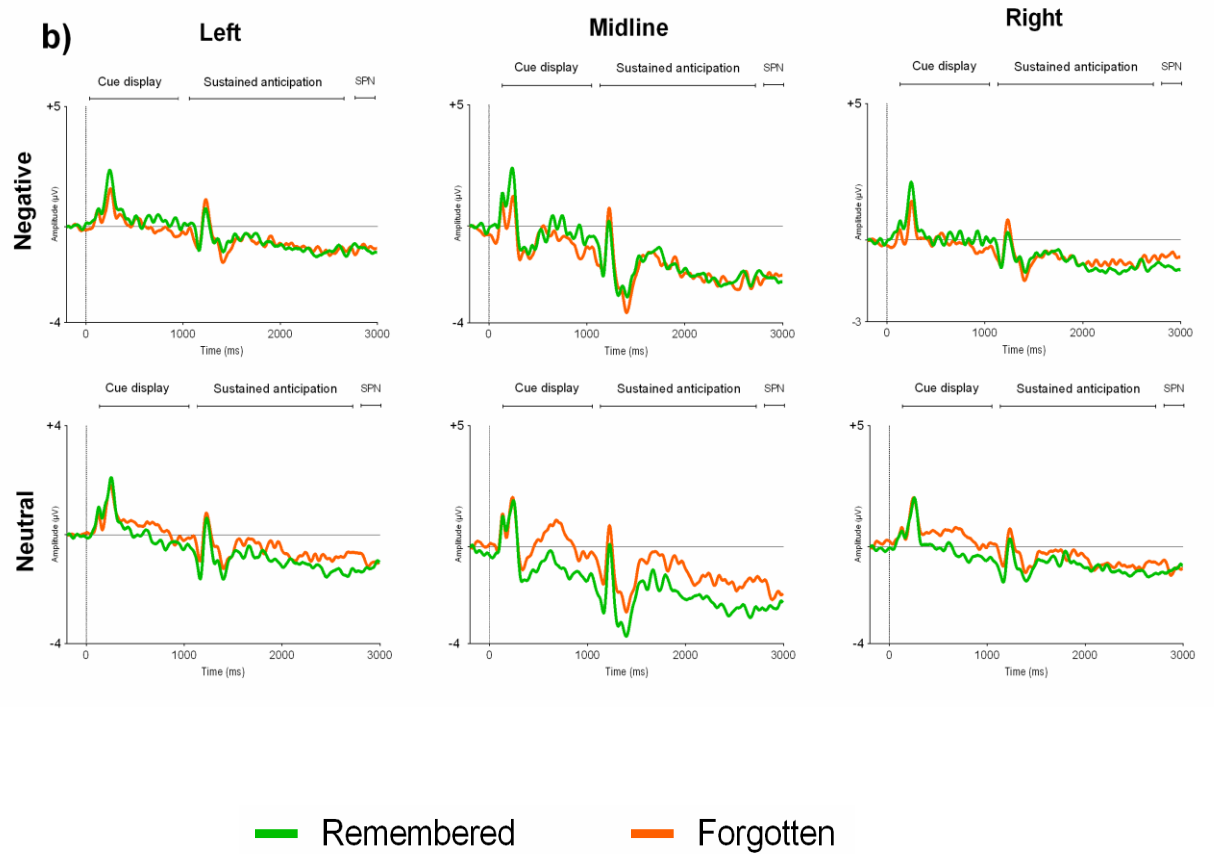 b)
Left
Midline
Right
Negative
Cue display Sustained anticipation SPN
+5
Amplitude (µV)
-4
0 1000 2000 3000
Time (ms)
Cue display Sustained anticipation SPN
+5
Amplitude (µV)
-4
0 1000 2000 3000
Time (ms)
Cue display Sustained anticipation SPN
+5
Amplitude (µV)
-3
0 1000 2000 3000
Time (ms)
Neutral
Cue display Sustained anticipation SPN
+4
Amplitude (µV)
-4
0 1000 2000 3000
Time (ms)
Cue display Sustained anticipation SPN
+5
Amplitude (µV)
-4
0 1000 2000 3000
Time (ms)
Cue display Sustained anticipation SPN
+5
Amplitude (µV)
-4
0 1000 2000 3000
Time (ms)
Remembered Forgotten